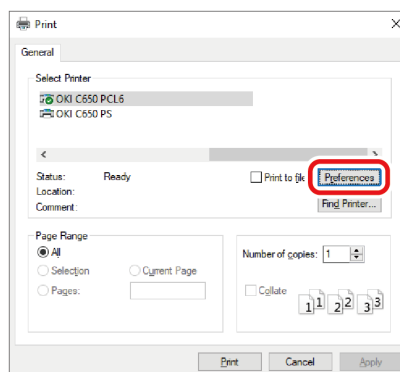 Print
General
Select Printer
OKI C650 PCL6
OKI C650 PS
Status: Ready
Print to file
Preferences
Location:
Comment:
Find Printer...
Page Range
All
Selection
Current Page
Pages:
Number of copies: 1
Collate
1 1 2 2 3 3
Print Cancel Apply